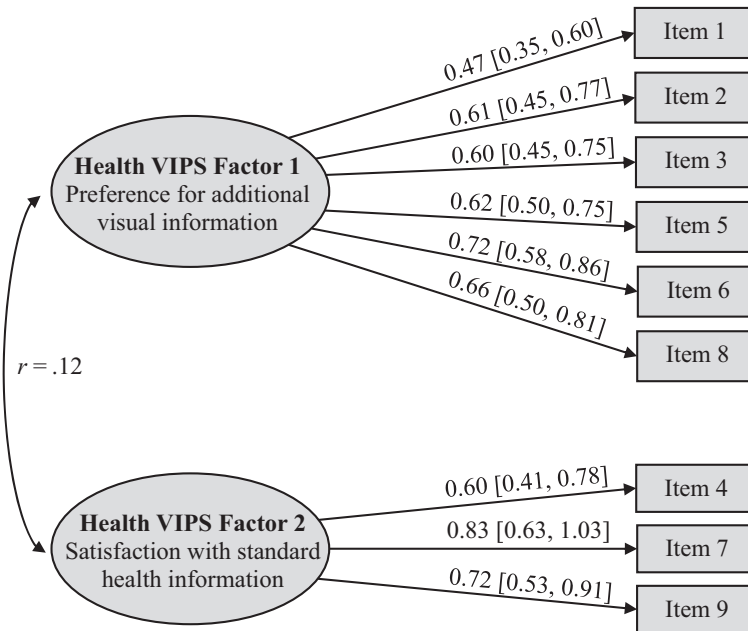 0.47 [0.35, 0.60]
Item 1
0.61 [0.45, 0.77]
Item 2
Health VIPS Factor 1
Preference for additional
visual information
0.60 [0.45, 0.75]
Item 3
0.62 [0.50, 0.75]
Item 5
0.72 [0.58, 0.86]
Item 6
0.66 [0.50, 0.81]
Item 8
r = .12
Health VIPS Factor 2
Satisfaction with standard
health information
0.60 [0.41, 0.78]
Item 4
0.83 [0.63, 1.03]
Item 7
0.72 [0.53, 0.91]
Item 9